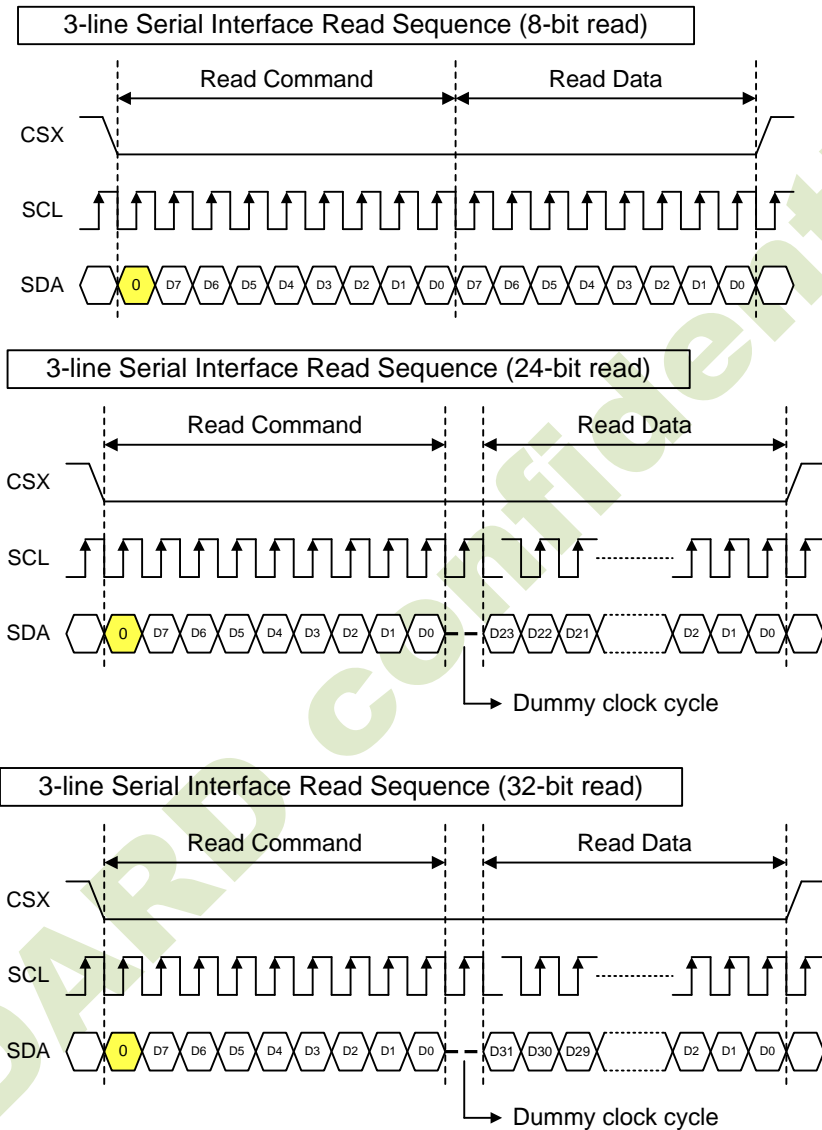 3-line Serial Interface Read Sequence (8-bit read)
Read Command Read Data
CSX
SCL
SDA 0 D7 D6 D5 D4 D3 D2 D1 D0 D7 D6 D5 D4 D3 D2 D1 D0
3-line Serial Interface Read Sequence (24-bit read)
Read Command Read Data
CSX
SCL
SDA 0 D7 D6 D5 D4 D3 D2 D1 D0 D23 D22 D21 D2 D1 D0
Dummy clock cycle
3-line Serial Interface Read Sequence (32-bit read)
Read Command Read Data
CSX
SCL
SDA 0 D7 D6 D5 D4 D3 D2 D1 D0 D31 D30 D29 D2 D1 D0
Dummy clock cycle